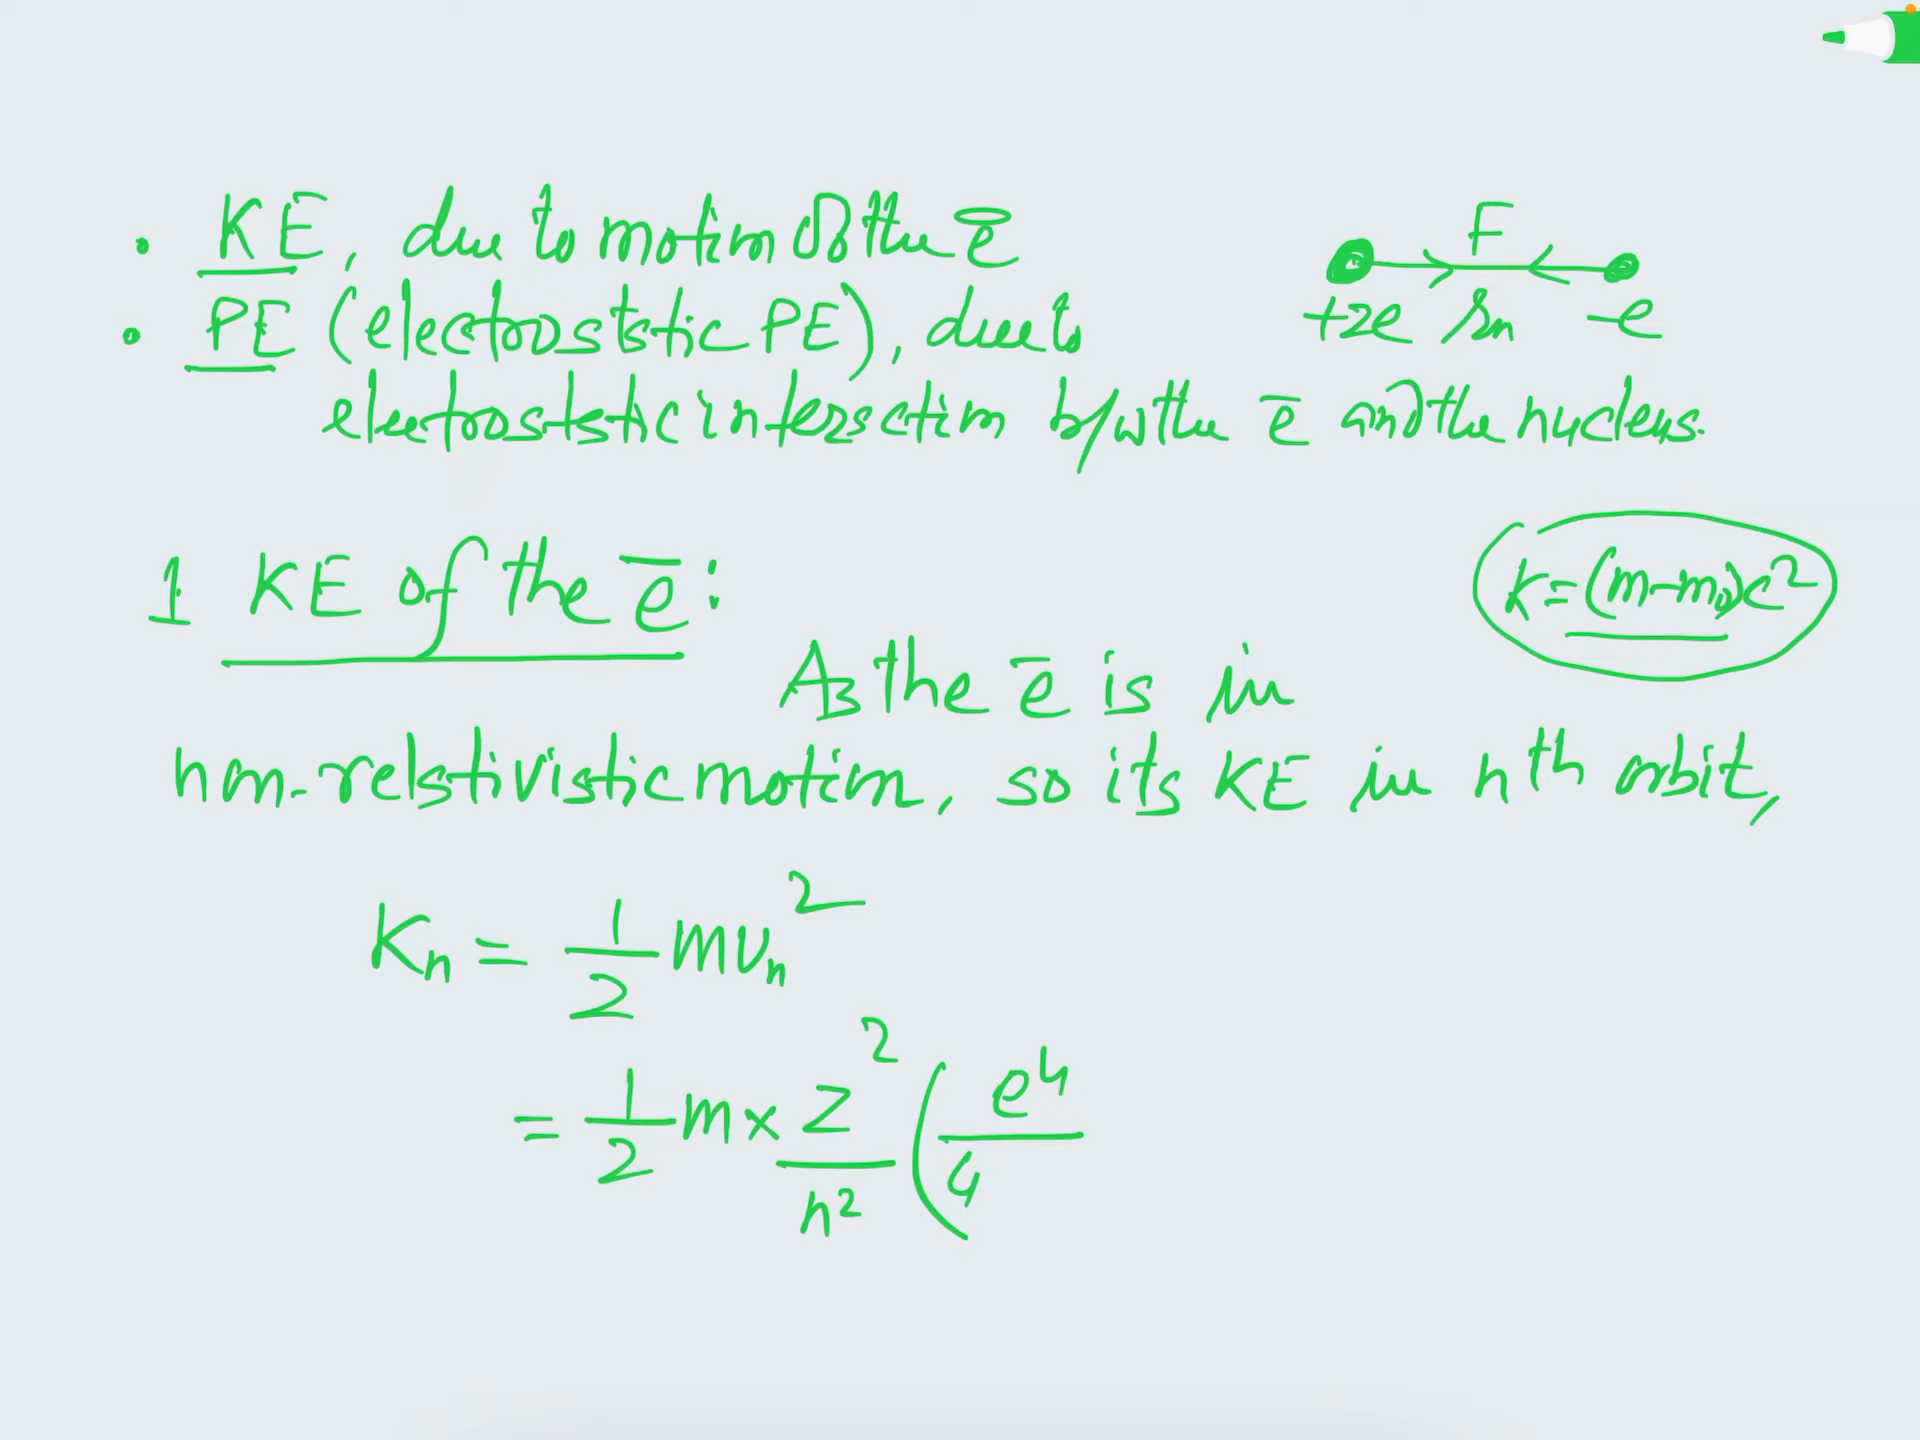 • KE, due to motion of the e̅
F
+ze rn -e
• PE (electrostatic PE), due to
electrostatic interaction b/w the e̅ and the nucleus.
1 KE of the e̅ :
K = (m-m₀)c²
As the e̅ is in
non-relativistic motion, so its KE in nth orbit,
Kn = 1/2 mvn²
= 1/2 m × Z²/n² ( e⁴/4